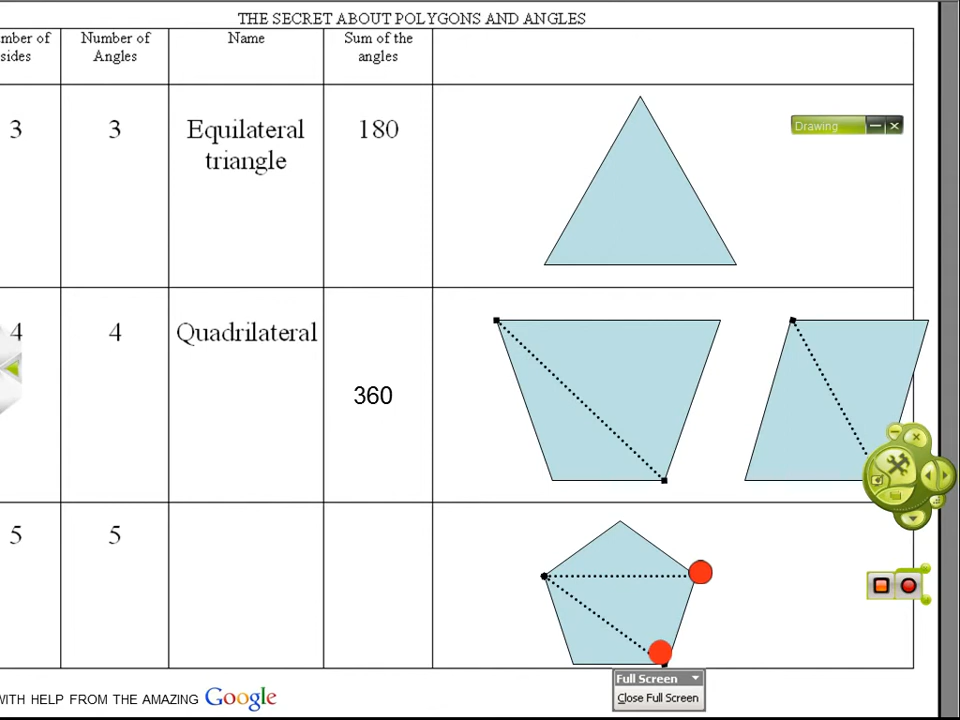 THE SECRET ABOUT POLYGONS AND ANGLES
mber of sides
Number of Angles
Name
Sum of the angles
3
3
Equilateral triangle
180
Drawing
4
4
Quadrilateral
360
5
5
Full Screen
Close Full Screen
WITH HELP FROM THE AMAZING Google